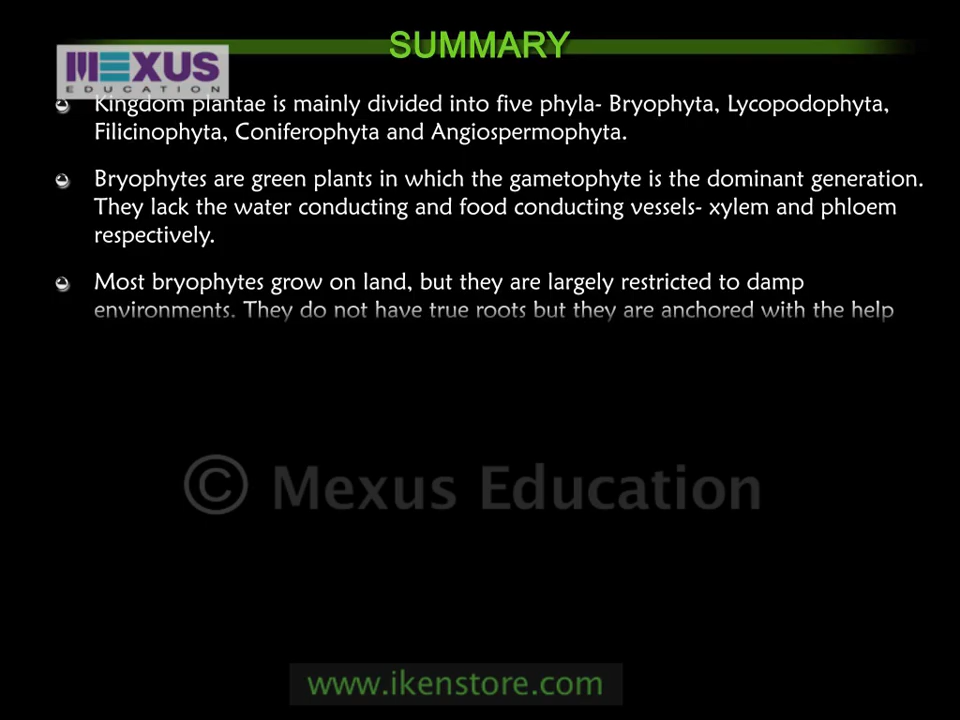 SUMMARY
MEXUS
EDUCATION
Kingdom plantae is mainly divided into five phyla- Bryophyta, Lycopodophyta,
Filicinophyta, Coniferophyta and Angiospermophyta.
Bryophytes are green plants in which the gametophyte is the dominant generation.
They lack the water conducting and food conducting vessels- xylem and phloem
respectively.
Most bryophytes grow on land, but they are largely restricted to damp
environments. They do not have true roots but they are anchored with the help
© Mexus Education
www.ikenstore.com